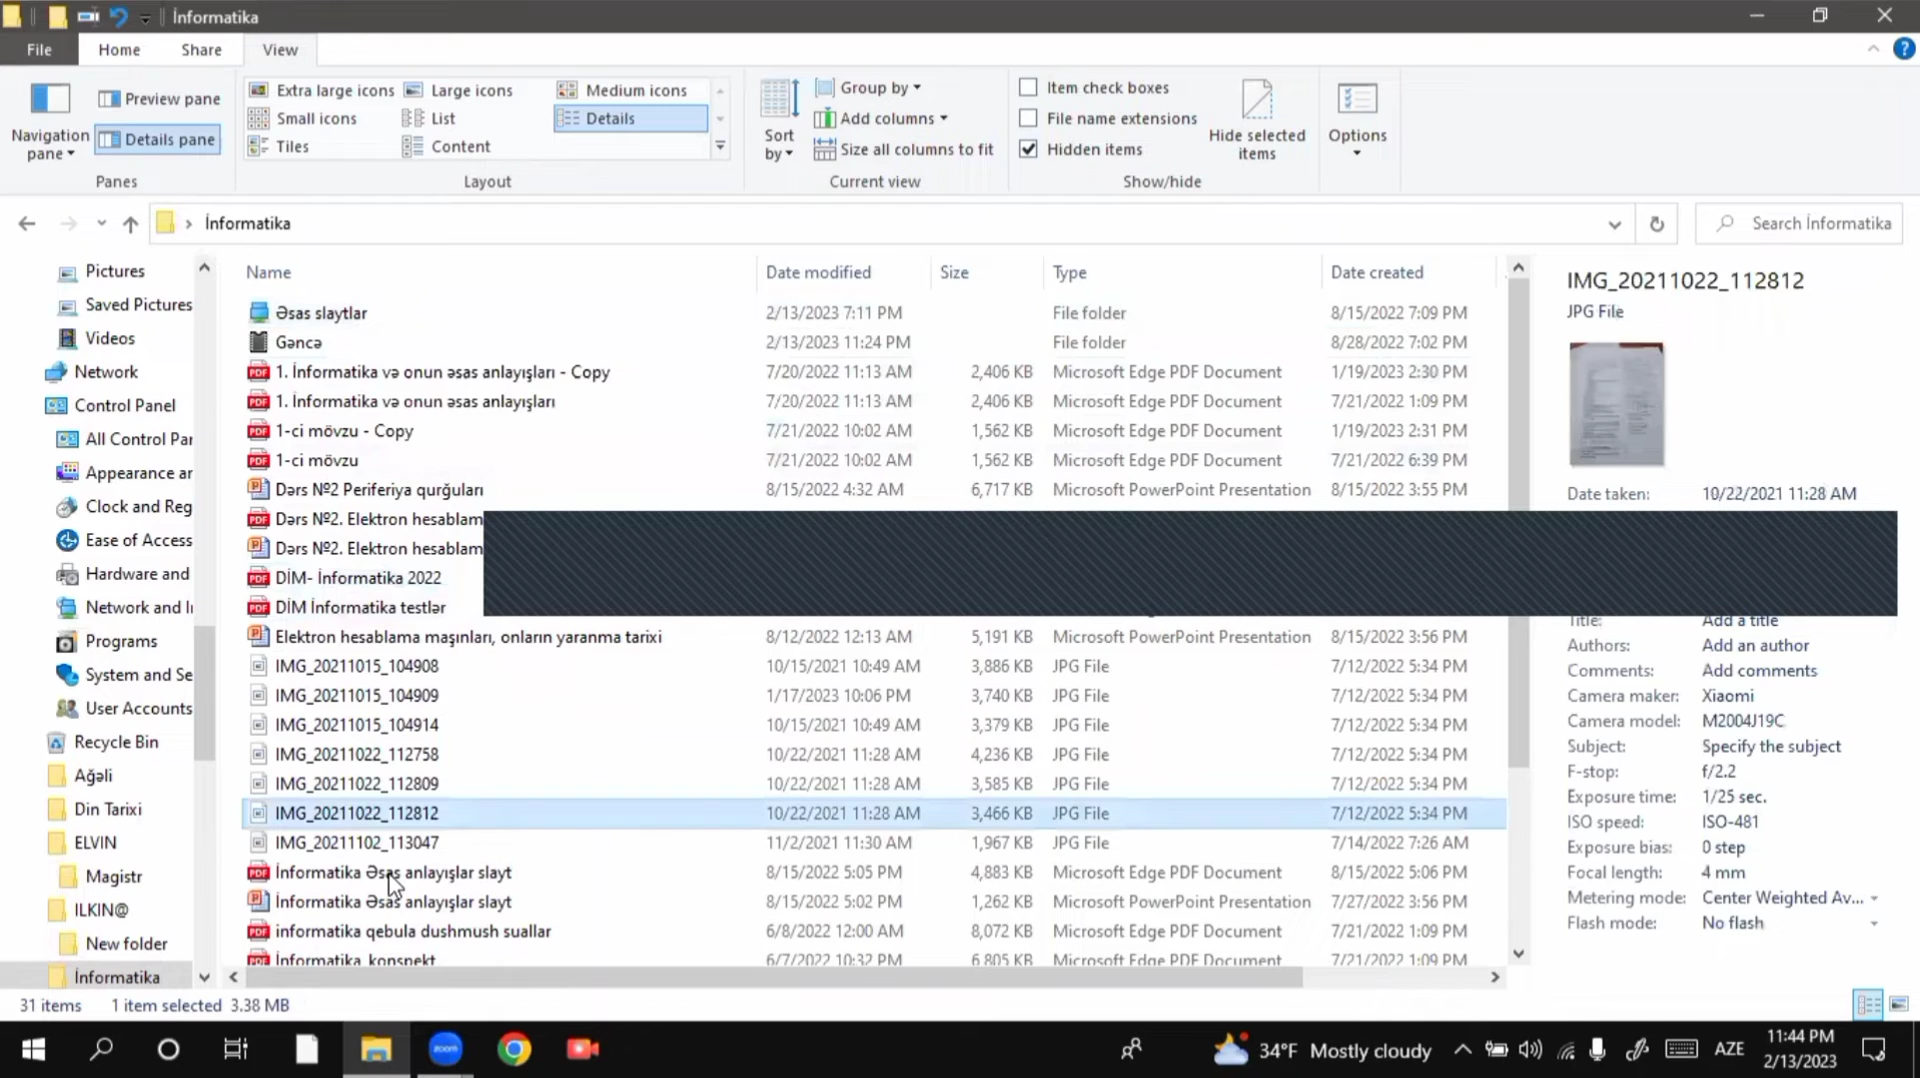 İnformatika
File Home Share View
Navigation pane
Preview pane
Details pane
Panes
Extra large icons Large icons Medium icons
Small icons List Details
Tiles Content
Layout
Sort by
Group by
Add columns
Size all columns to fit
Current view
Item check boxes
File name extensions
Hidden items
Hide selected items
Show/hide
Options
İnformatika
Search İnformatika
Pictures
Saved Pictures
Videos
Network
Control Panel
All Control Par
Appearance ar
Clock and Reg
Ease of Access
Hardware and
Network and I
Programs
System and Se
User Accounts
Recycle Bin
Ağəli
Din Tarixi
ELVIN
Magistr
ILKIN@
New folder
İnformatika
Name Date modified Size Type Date created
Əsas slaytlar 2/13/2023 7:11 PM File folder 8/15/2022 7:09 PM
Gəncə 2/13/2023 11:24 PM File folder 8/28/2022 7:02 PM
PDF 1. İnformatika və onun əsas anlayışları - Copy 7/20/2022 11:13 AM 2,406 KB Microsoft Edge PDF Document 1/19/2023 2:30 PM
PDF 1. İnformatika və onun əsas anlayışları 7/20/2022 11:13 AM 2,406 KB Microsoft Edge PDF Document 7/21/2022 1:09 PM
PDF 1-ci mövzu - Copy 7/21/2022 10:02 AM 1,562 KB Microsoft Edge PDF Document 1/19/2023 2:31 PM
PDF 1-ci mövzu 7/21/2022 10:02 AM 1,562 KB Microsoft Edge PDF Document 7/21/2022 6:39 PM
Dərs №2 Periferiya qurğuları 8/15/2022 4:32 AM 6,717 KB Microsoft PowerPoint Presentation 8/15/2022 3:55 PM
PDF Dərs №2. Elektron hesablam
Dərs №2. Elektron hesablam
PDF DİM- İnformatika 2022
PDF DİM İnformatika testlər
Elektron hesablama maşınları, onların yaranma tarixi 8/12/2022 12:13 AM 5,191 KB Microsoft PowerPoint Presentation 8/15/2022 3:56 PM
IMG_20211015_104908 10/15/2021 10:49 AM 3,886 KB JPG File 7/12/2022 5:34 PM
IMG_20211015_104909 1/17/2023 10:06 PM 3,740 KB JPG File 7/12/2022 5:34 PM
IMG_20211015_104914 10/15/2021 10:49 AM 3,379 KB JPG File 7/12/2022 5:34 PM
IMG_20211022_112758 10/22/2021 11:28 AM 4,236 KB JPG File 7/12/2022 5:34 PM
IMG_20211022_112809 10/22/2021 11:28 AM 3,585 KB JPG File 7/12/2022 5:34 PM
IMG_20211022_112812 10/22/2021 11:28 AM 3,466 KB JPG File 7/12/2022 5:34 PM
IMG_20211102_113047 11/2/2021 11:30 AM 1,967 KB JPG File 7/14/2022 7:26 AM
PDF İnformatika Əsas anlayışlar slayt 8/15/2022 5:05 PM 4,883 KB Microsoft Edge PDF Document 8/15/2022 5:06 PM
İnformatika Əsas anlayışlar slayt 8/15/2022 5:02 PM 1,262 KB Microsoft PowerPoint Presentation 7/27/2022 3:56 PM
PDF informatika qebula dushmush suallar 6/8/2022 12:00 AM 8,072 KB Microsoft Edge PDF Document 7/21/2022 1:09 PM
PDF İnformatika konspekt 6/7/2022 10:32 PM 6,805 KB Microsoft Edge PDF Document 7/21/2022 1:09 PM
IMG_20211022_112812
JPG File
Date taken: 10/22/2021 11:28 AM
Title: Add a title
Authors: Add an author
Comments: Add comments
Camera maker: Xiaomi
Camera model: M2004J19C
Subject: Specify the subject
F-stop: f/2.2
Exposure time: 1/25 sec.
ISO speed: ISO-481
Exposure bias: 0 step
Focal length: 4 mm
Metering mode: Center Weighted Av...
Flash mode: No flash
31 items 1 item selected 3.38 MB
zoom
34°F Mostly cloudy
AZE
11:44 PM
2/13/2023